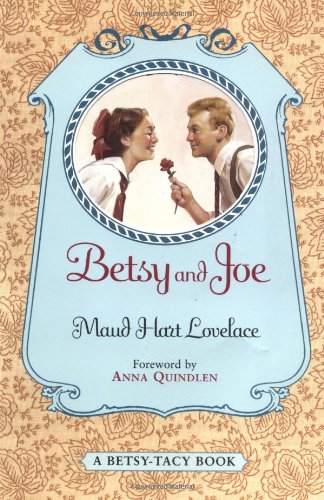 Betsy and Joe
Maud Hart Lovelace
Foreword by
ANNA QUINDLEN
A BETSY-TACY BOOK